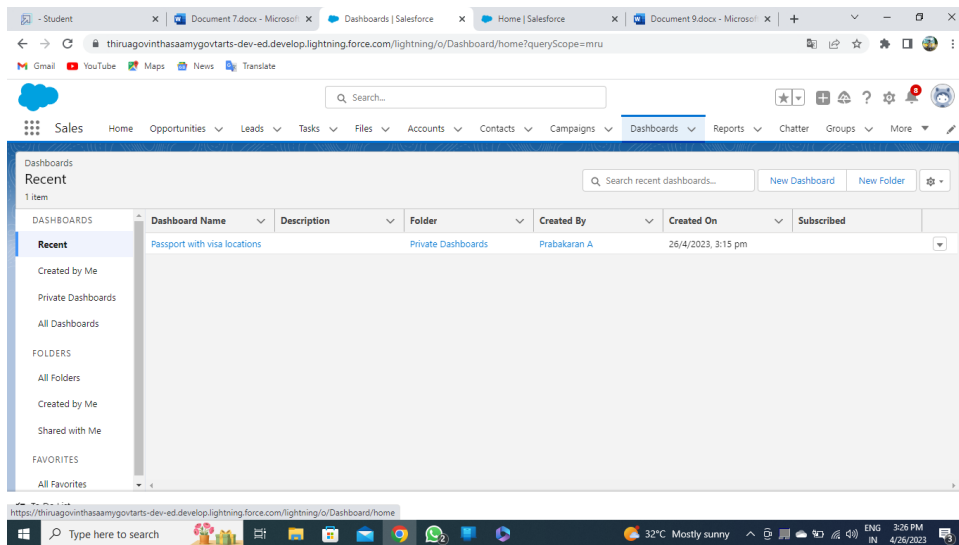 - Student
Document 7.docx - Microsof
Dashboards | Salesforce
Home | Salesforce
Document 9.docx - Microsof
thiruagovinthasaamygovtarts-dev-ed.develop.lightning.force.com/lightning/o/Dashboard/home?queryScope=mru
Gmail YouTube Maps News Translate
Search...
8
Sales Home Opportunities Leads Tasks Files Accounts Contacts Campaigns Dashboards Reports Chatter Groups More
Dashboards
Recent
1 item
Search recent dashboards...
New Dashboard
New Folder
DASHBOARDS
Recent
Created by Me
Private Dashboards
All Dashboards
FOLDERS
All Folders
Created by Me
Shared with Me
FAVORITES
All Favorites
Dashboard Name Description Folder Created By Created On Subscribed
Passport with visa locations Private Dashboards Prabakaran A 26/4/2023, 3:15 pm
To Do List
https://thiruagovinthasaamygovtarts-dev-ed.develop.lightning.force.com/lightning/o/Dashboard/home
Type here to search
2
32°C Mostly sunny
ENG
IN
3:26 PM
4/26/2023
3